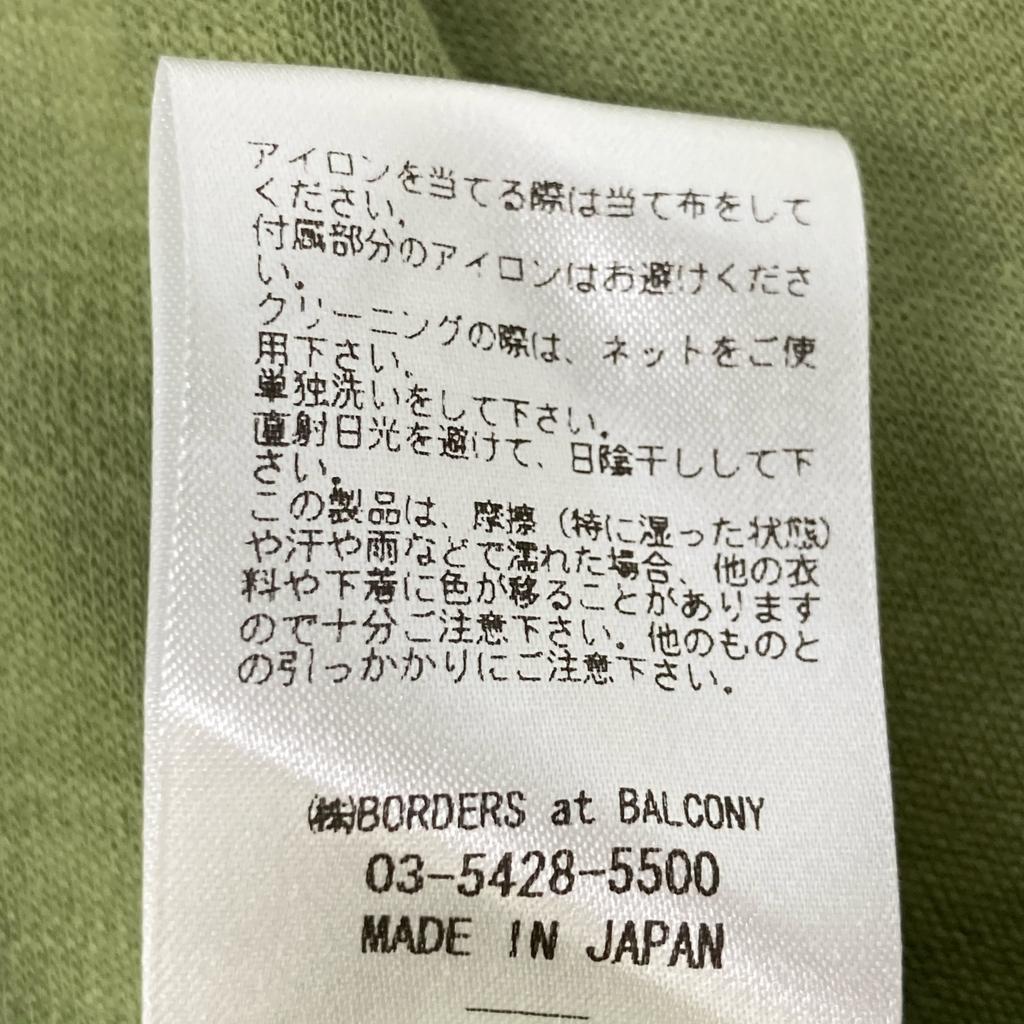 アイロンを当てる際は当て布をして
ください。
付属部分のアイロンはお避けくださ
い。
クリーニングの際は、ネットをご使
用下さい。
単独洗いをして下さい。
直射日光を避けて、日陰干しして下
さい。
この製品は、摩擦(特に湿った状態)
や汗や雨などで濡れた場合、他の衣
料や下着に色が移ることがあります
ので十分ご注意下さい。他のものと
の引っかかりにご注意下さい。
㈱BORDERS at BALCONY
03-5428-5500
MADE IN JAPAN